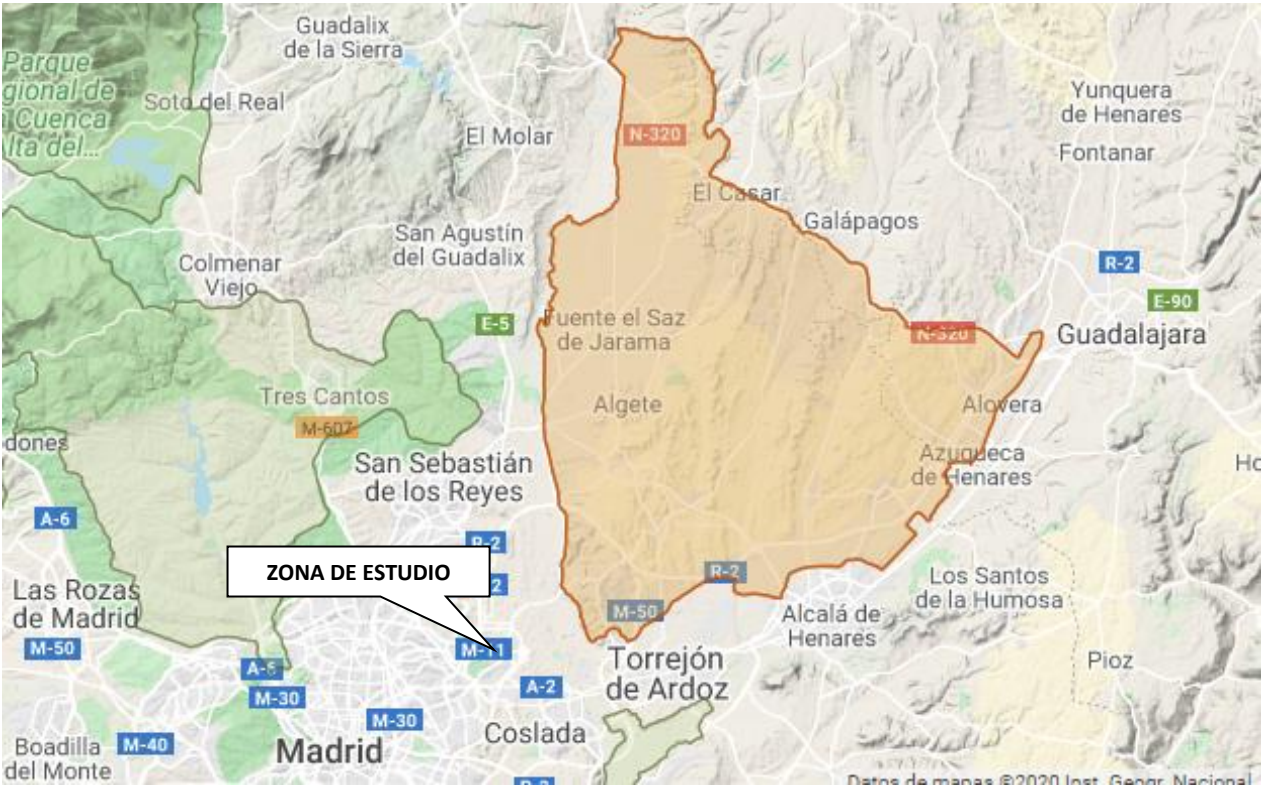 Guadalix
de la Sierra
Parque
gional de
Cuenca
lta del...
Soto del Real
El Molar
N-320
Yunquera
de Henares
Fontanar
El Casar
Galápagos
San Agustín
del Guadalix
Colmenar
Viejo
R-2
E-90
E-5
Fuente el Saz
de Jarama
N-320
Guadalajara
Tres Cantos
M-607
Algete
Alovera
dones
San Sebastián
de los Reyes
Azuqueca
de Henares
Ho
A-6
R-2
ZONA DE ESTUDIO
2
R-2
Las Rozas
de Madrid
M-50
Los Santos
de la Humosa
Alcalá de
Henares
M-50
M-11
A-6
Torrejón
de Ardoz
Pioz
M-30
A-2
M-30
Coslada
Boadilla
del Monte
M-40
Madrid
Datos de mapas ©2020 Inst. Geogr. Nacional